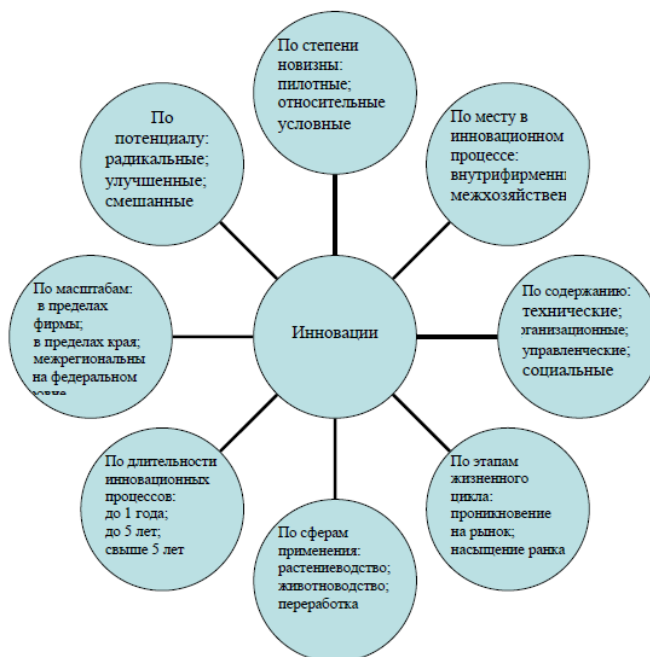 По степени
новизны:
пилотные;
относительные
условные
По месту в
инновационном
процессе:
внутрифирменн
межхозяйствен
По содержанию:
технические;
рганизационные;
управленческие;
социальные
По этапам
жизненного
цикла:
проникновение
на рынок;
насыщение ранка
По сферам
применения:
растениеводство;
животноводство;
переработка
По длительности
инновационных
процессов:
до 1 года;
до 5 лет;
свыше 5 лет
По масштабам:
в пределах
фирмы;
в пределах края;
межрегиональны
на федеральном
По
потенциалу:
радикальные;
улучшенные;
смешанные
Инновации